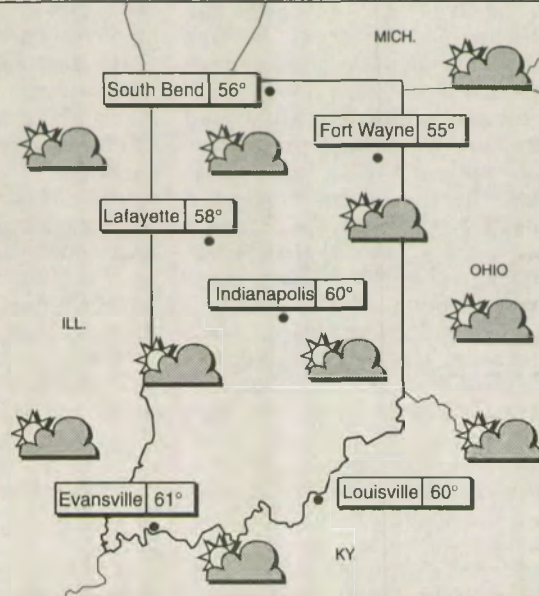 MICH.
South Bend 56°
Fort Wayne 55°
Lafayette 58°
OHIO
Indianapolis 60°
ILL.
Evansville 61°
Louisville 60°
KY